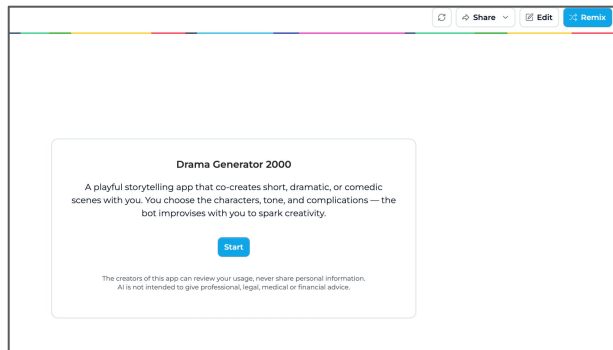 Share
Edit
Remix
Drama Generator 2000
A playful storytelling app that co-creates short, dramatic, or comedic
scenes with you. You choose the characters, tone, and complications — the
bot improvises with you to spark creativity.
Start
The creators of this app can review your usage, never share personal information.
AI is not intended to give professional, legal, medical or financial advice.